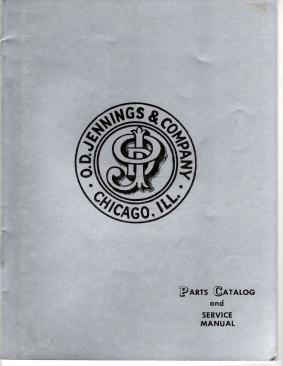 O.D. JENNINGS & COMPANY
• CHICAGO, ILL. •
PARTS CATALOG
and
SERVICE
MANUAL